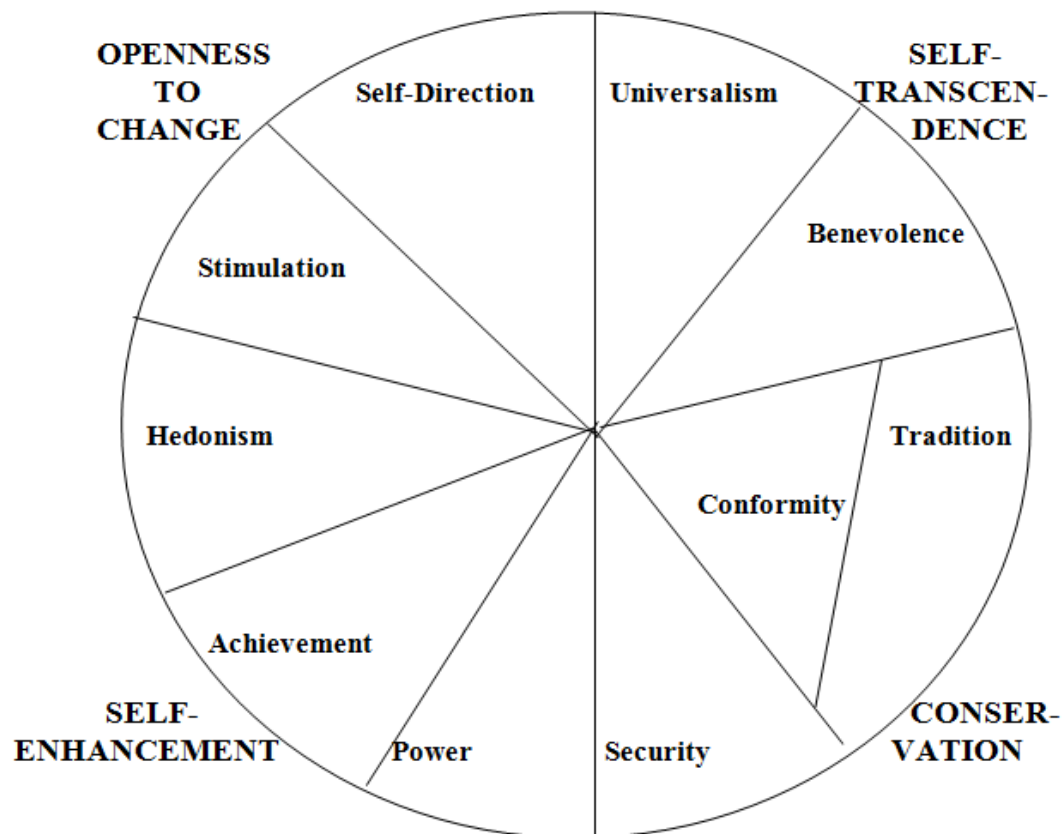 OPENNESS
TO
CHANGE
SELF-
TRANSCEN-
DENCE
Self-Direction
Universalism
Benevolence
Stimulation
Hedonism
Tradition
Conformity
Achievement
SELF-
ENHANCEMENT
CONSER-
VATION
Power
Security